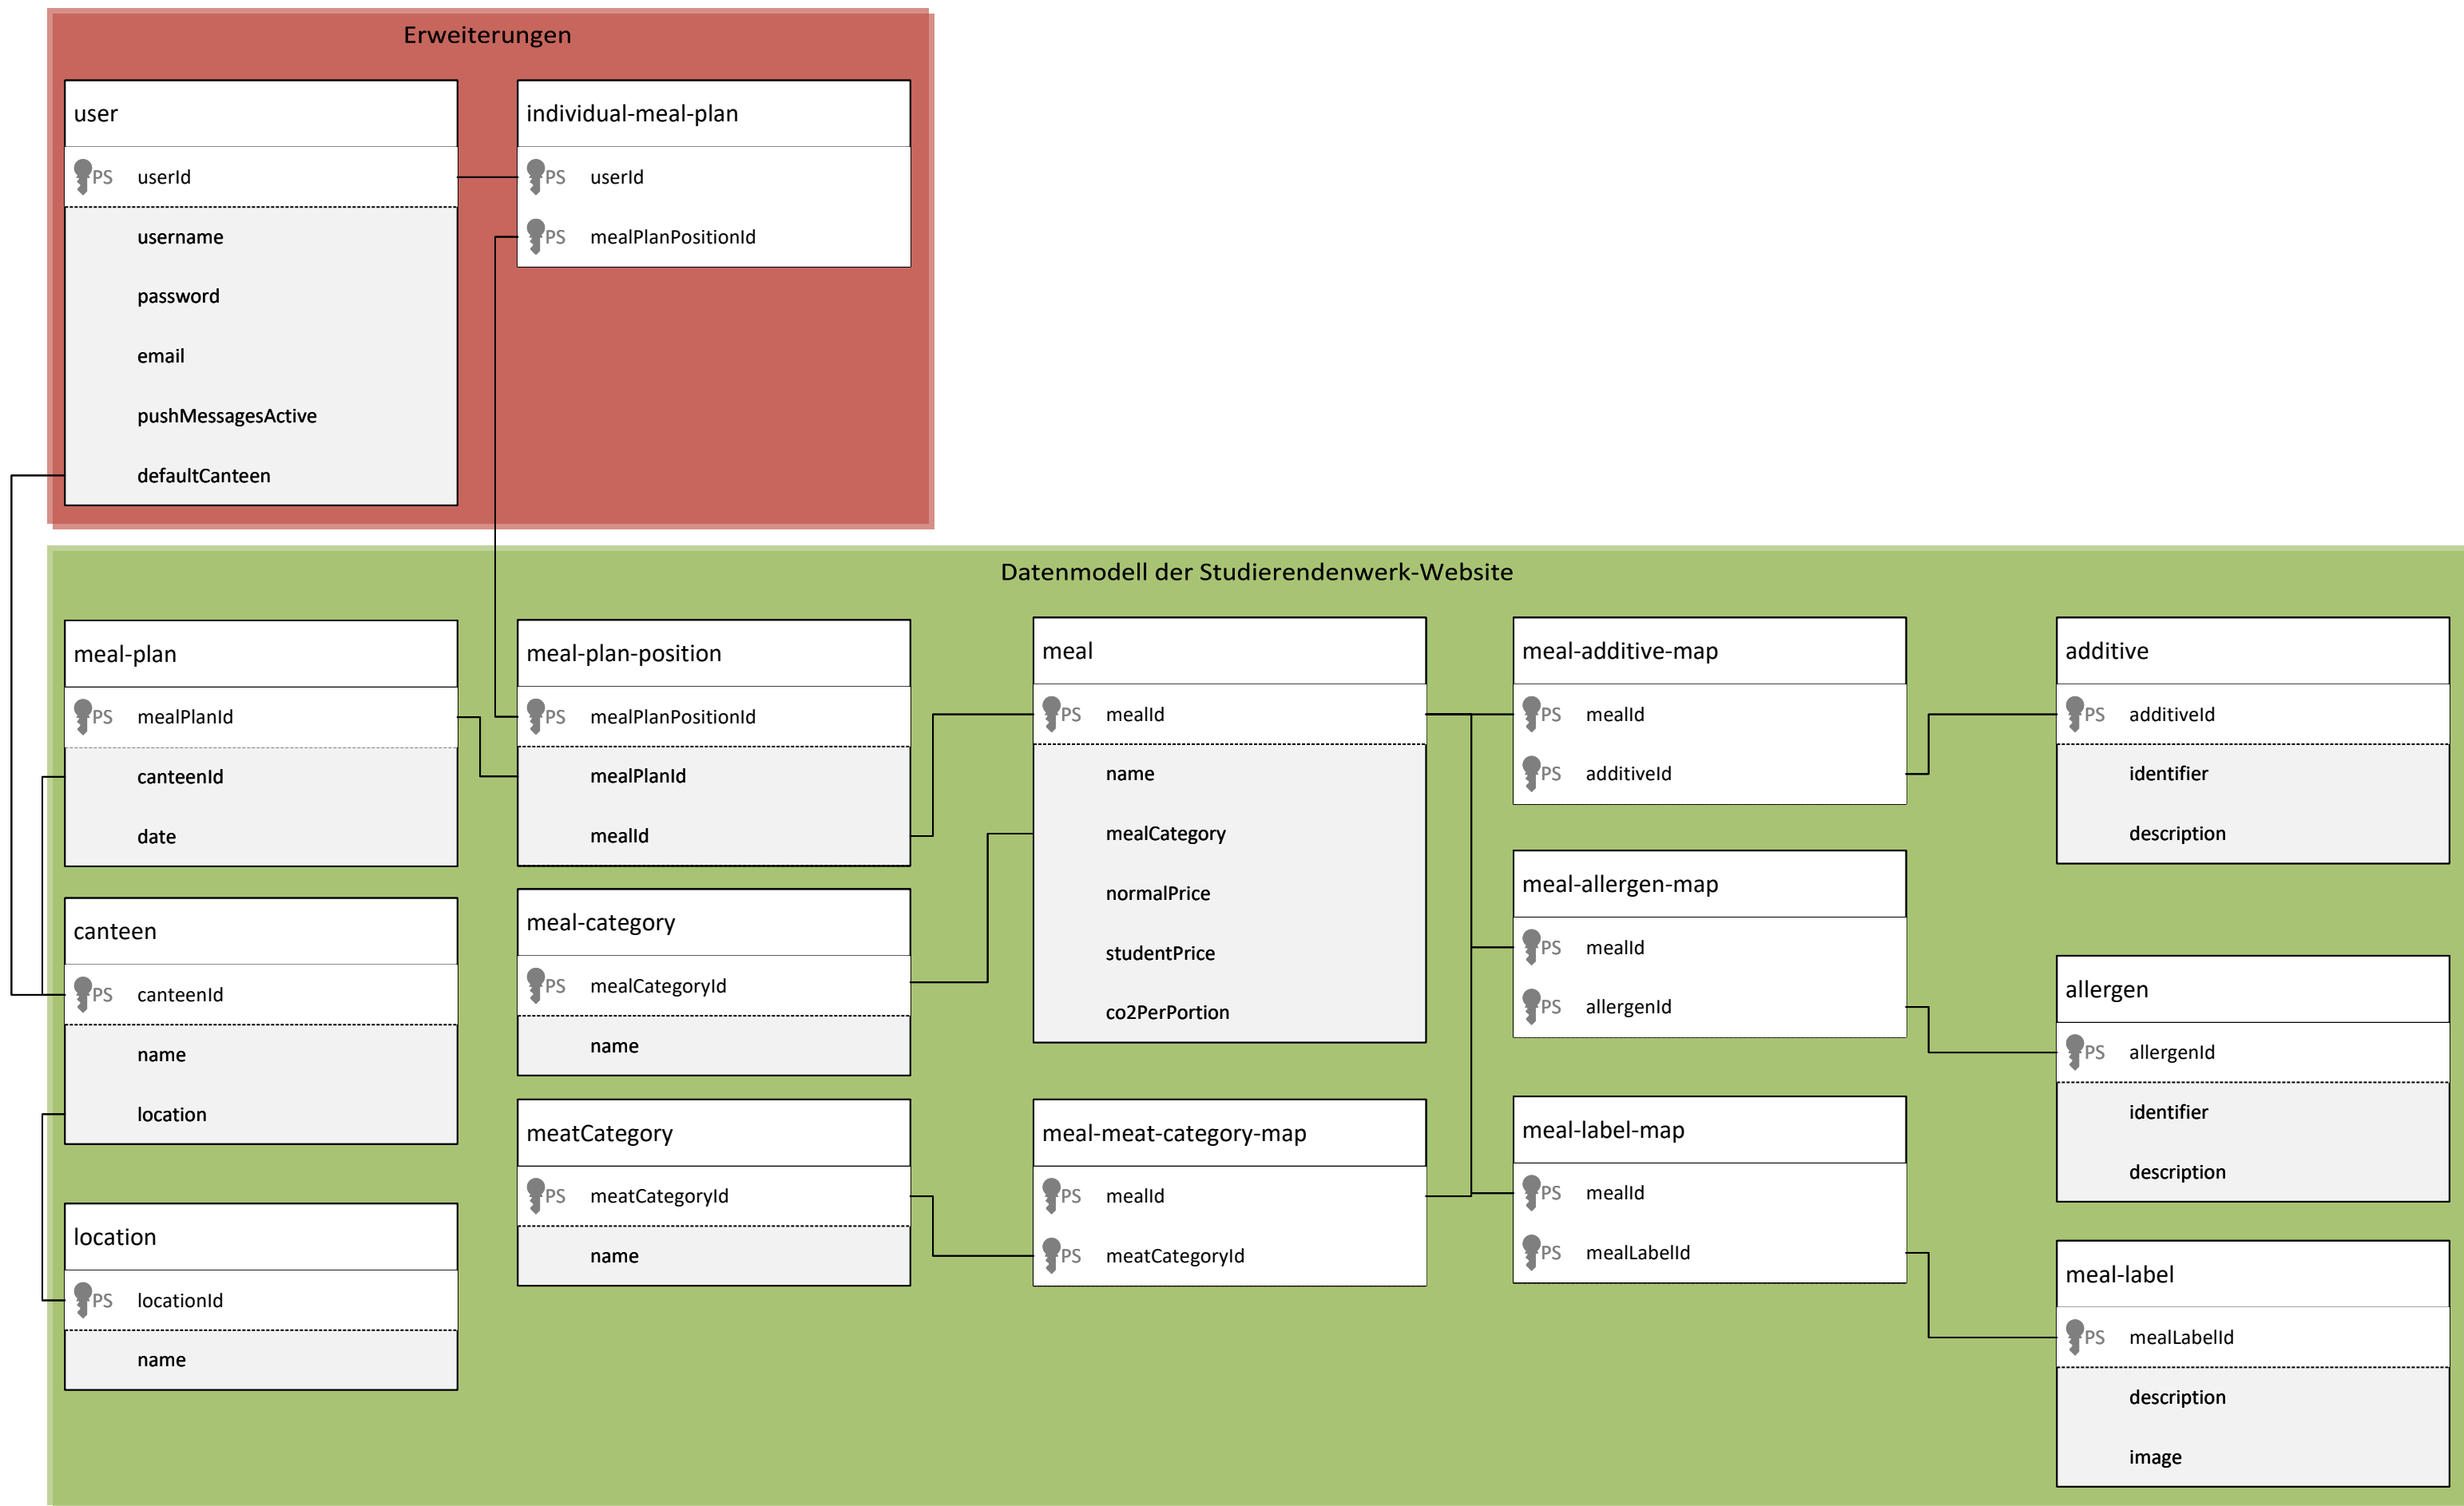 Erweiterungen
user
PS userId
username
password
email
pushMessagesActive
defaultCanteen
individual-meal-plan
PS userId
PS mealPlanPositionId
Datenmodell der Studierendenwerk-Website
meal-plan
PS mealPlanId
canteenId
date
canteen
PS canteenId
name
location
location
PS locationId
name
meal-plan-position
PS mealPlanPositionId
mealPlanId
mealId
meal-category
PS mealCategoryId
name
meatCategory
PS meatCategoryId
name
meal
PS mealId
name
mealCategory
normalPrice
studentPrice
co2PerPortion
meal-meat-category-map
PS mealId
PS meatCategoryId
meal-additive-map
PS mealId
PS additiveId
meal-allergen-map
PS mealId
PS allergenId
meal-label-map
PS mealId
PS mealLabelId
additive
PS additiveId
identifier
description
allergen
PS allergenId
identifier
description
meal-label
PS mealLabelId
description
image